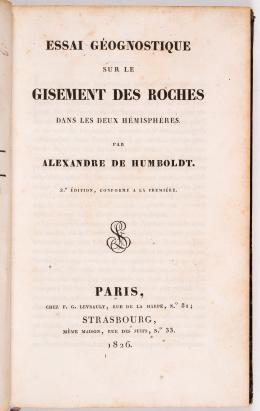 ESSAI GÉOGNOSTIQUE
SUR LE
GISEMENT DES ROCHES
DANS LES DEUX HÉMISPHÈRES.
PAR
ALEXANDRE DE HUMBOLDT.
2.e ÉDITION, CONFORME A LA PREMIÈRE.
PARIS,
CHEZ F. G. LEVRAULT, RUE DE LA HARPE, N.° 81;
STRASBOURG,
MÊME MAISON, RUE DES JUIFS, N.° 33.
1826.